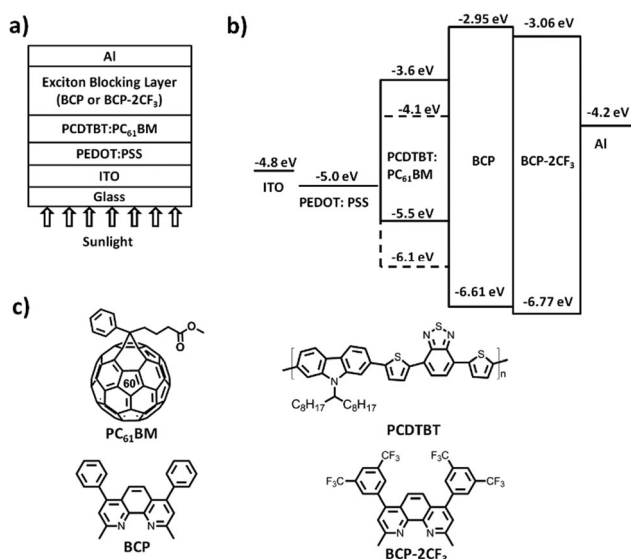 a)
Al
Exciton Blocking Layer
(BCP or BCP-2CF₃)
PCDTBT:PC₆₁BM
PEDOT:PSS
ITO
Glass
Sunlight
b)
-2.95 eV
-3.06 eV
-3.6 eV
-4.1 eV
-4.2 eV
Al
-4.8 eV
ITO
-5.0 eV
PEDOT: PSS
PCDTBT:
PC₆₁BM
BCP
BCP-2CF₃
-5.5 eV
-6.1 eV
-6.61 eV
-6.77 eV
c)
O
O
60
PC₆₁BM
N
S
N
S
N
S
n
C₈H₁₇
C₈H₁₇
PCDTBT
N
N
BCP
CF₃
CF₃
F₃C
CF₃
N
N
BCP-2CF₃